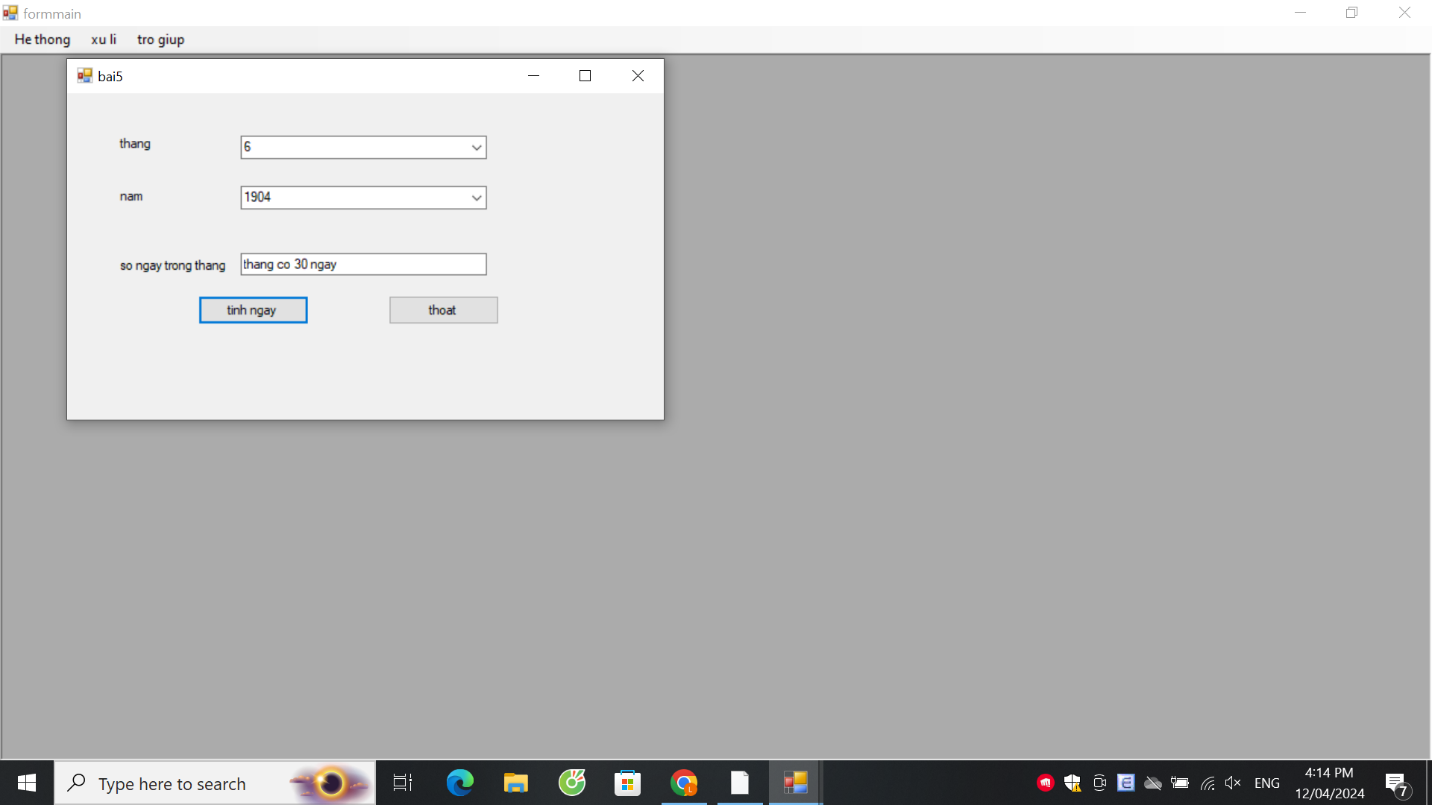 formmain
He thong xu li tro giup
bai5
thang 6
nam 1904
so ngay trong thang thang co 30 ngay
tinh ngay thoat
Type here to search
ENG
4:14 PM
12/04/2024
7